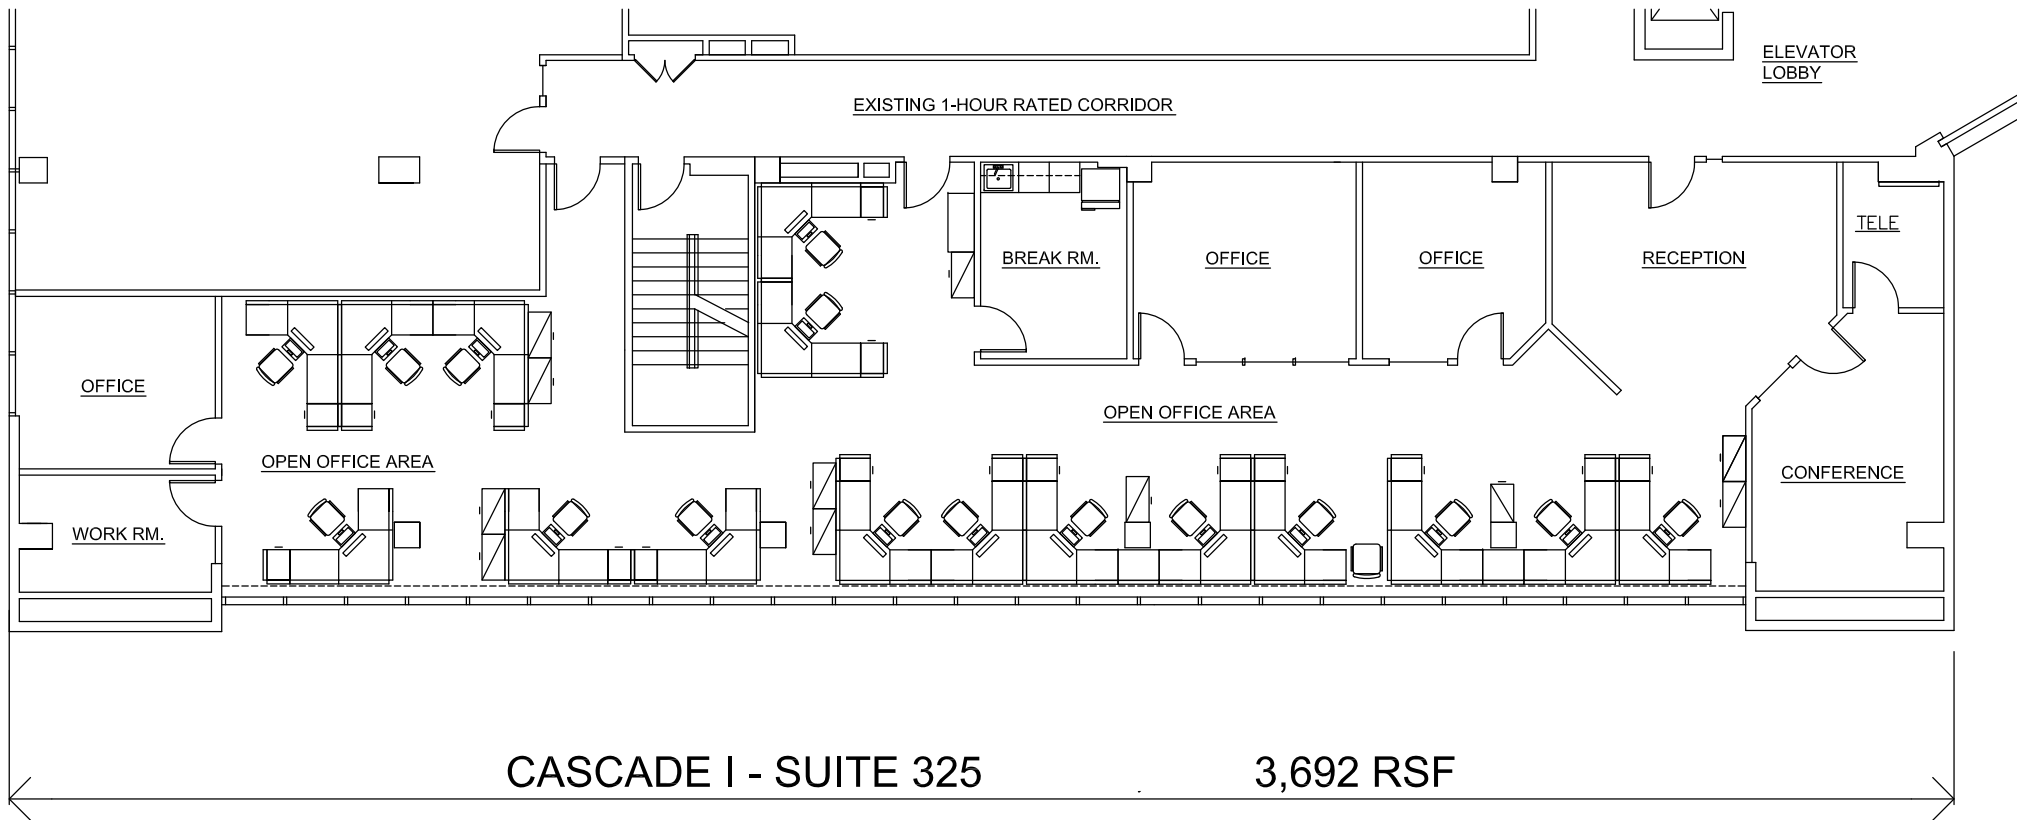 ELEVATOR
LOBBY
EXISTING 1-HOUR RATED CORRIDOR
TELE
BREAK RM.
OFFICE
OFFICE
RECEPTION
OFFICE
OPEN OFFICE AREA
OPEN OFFICE AREA
CONFERENCE
WORK RM.
CASCADE I - SUITE 325
3,692 RSF